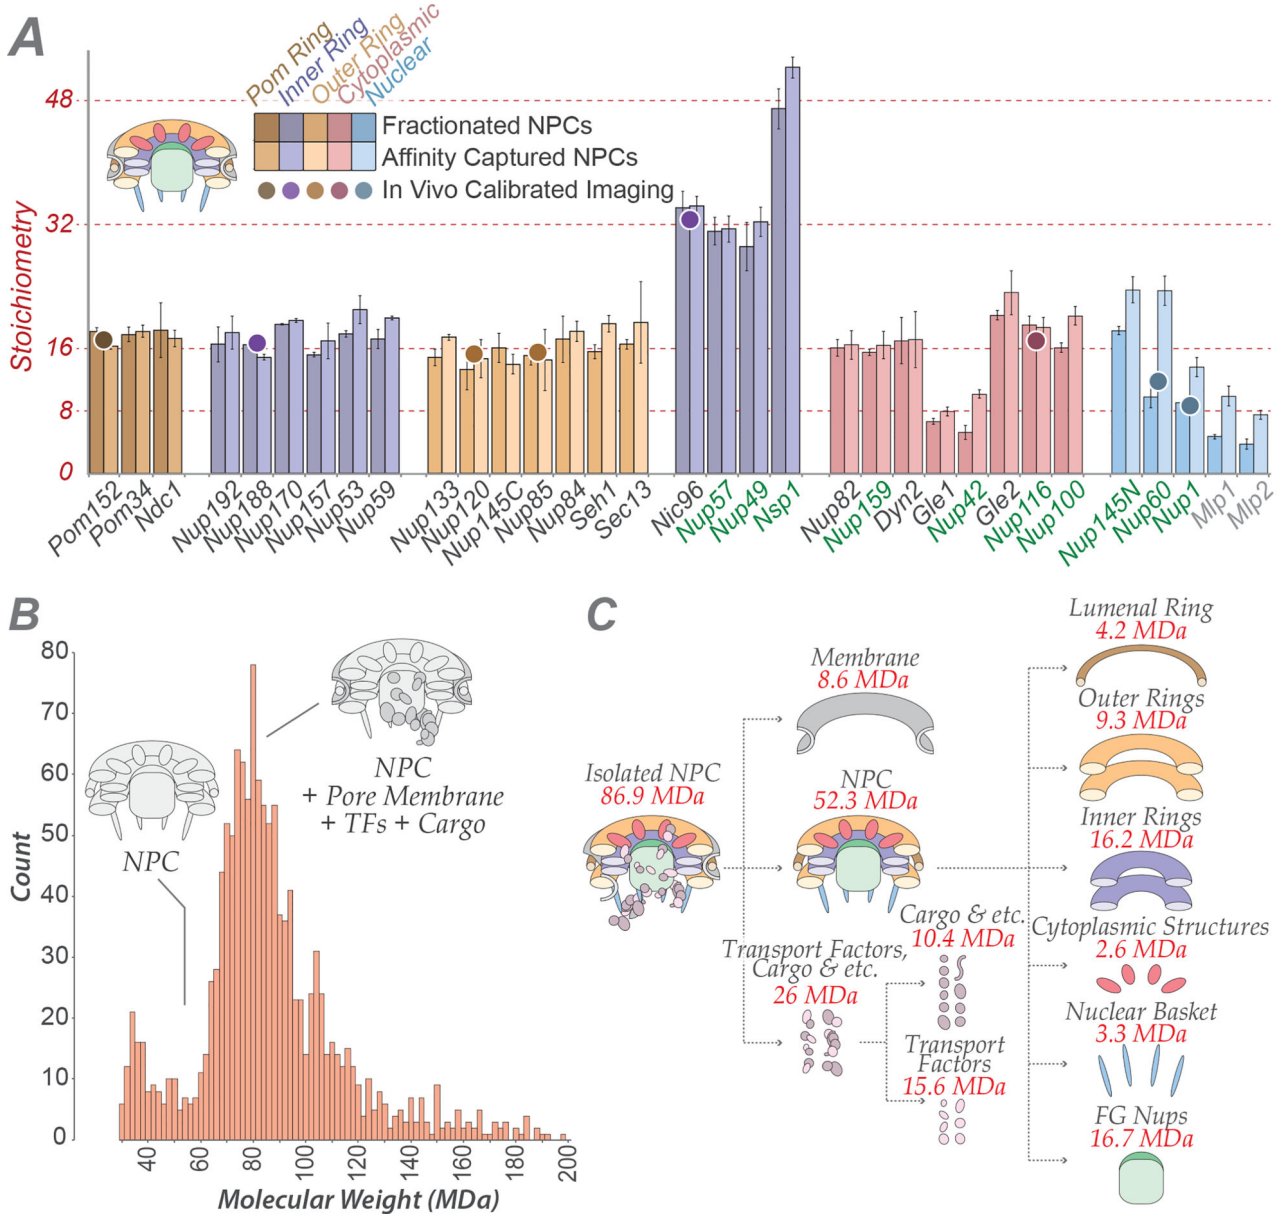 A
Pom Ring
Inner Ring
Outer Ring
Cytoplasmic
Nuclear
Fractionated NPCs
Affinity Captured NPCs
In Vivo Calibrated Imaging
Stoichiometry
48
32
16
8
0
Pom152
Pom34
Ndc1
Nup192
Nup188
Nup170
Nup157
Nup53
Nup59
Nup133
Nup120
Nup145C
Nup85
Nup84
Seh1
Sec13
Nic96
Nup57
Nup49
Nsp1
Nup82
Nup159
Dyn2
Gle1
Nup42
Gle2
Nup116
Nup100
Nup145N
Nup60
Nup1
Mlp1
Mlp2
B
Count
80
70
60
50
40
30
20
10
0
NPC
NPC
+ Pore Membrane
+ TFs + Cargo
40
60
80
100
120
140
160
180
200
Molecular Weight (MDa)
C
Isolated NPC
86.9 MDa
Membrane
8.6 MDa
NPC
52.3 MDa
Transport Factors,
Cargo & etc.
26 MDa
Cargo & etc.
10.4 MDa
Transport
Factors
15.6 MDa
Lumenal Ring
4.2 MDa
Outer Rings
9.3 MDa
Inner Rings
16.2 MDa
Cytoplasmic Structures
2.6 MDa
Nuclear Basket
3.3 MDa
FG Nups
16.7 MDa